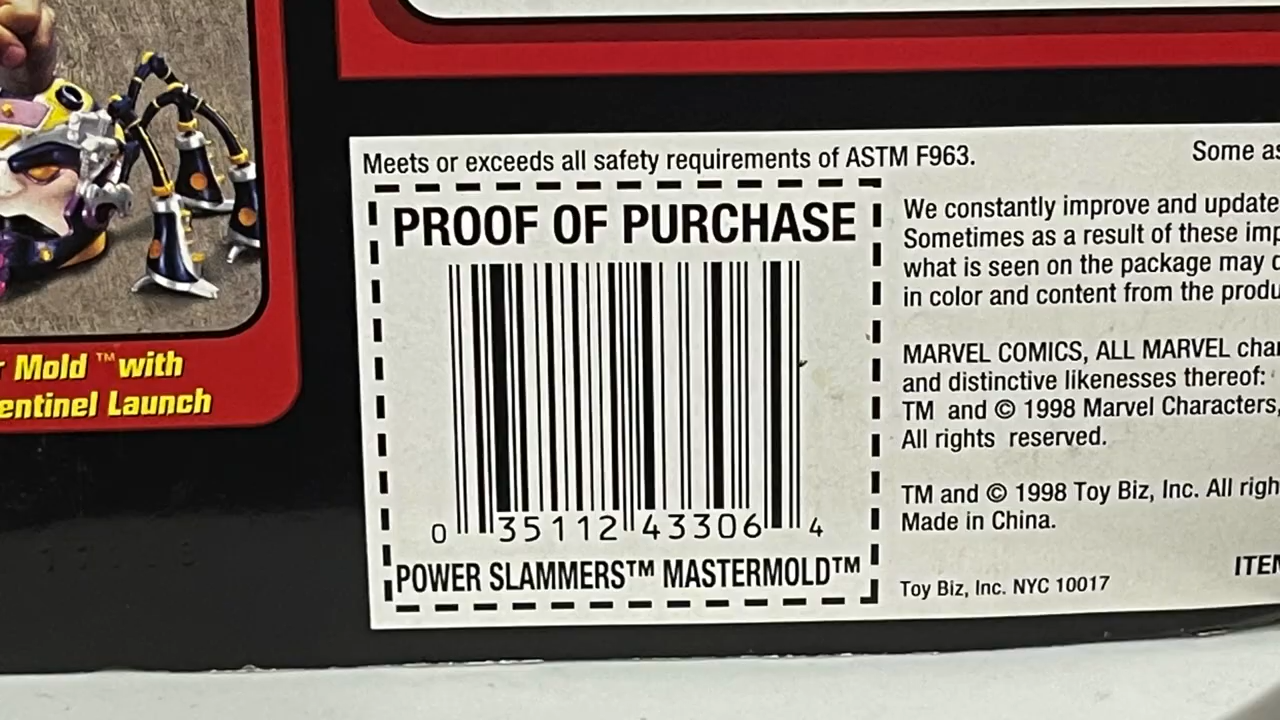 Mold ™ with
entinel Launch
Meets or exceeds all safety requirements of ASTM F963.
Some as
PROOF OF PURCHASE
0 35112 43306 4
POWER SLAMMERS™ MASTERMOLD™
We constantly improve and update
Sometimes as a result of these imp
what is seen on the package may d
in color and content from the produ
MARVEL COMICS, ALL MARVEL char
and distinctive likenesses thereof:
TM and © 1998 Marvel Characters,
All rights reserved.
TM and © 1998 Toy Biz, Inc. All righ
Made in China.
Toy Biz, Inc. NYC 10017
ITEM